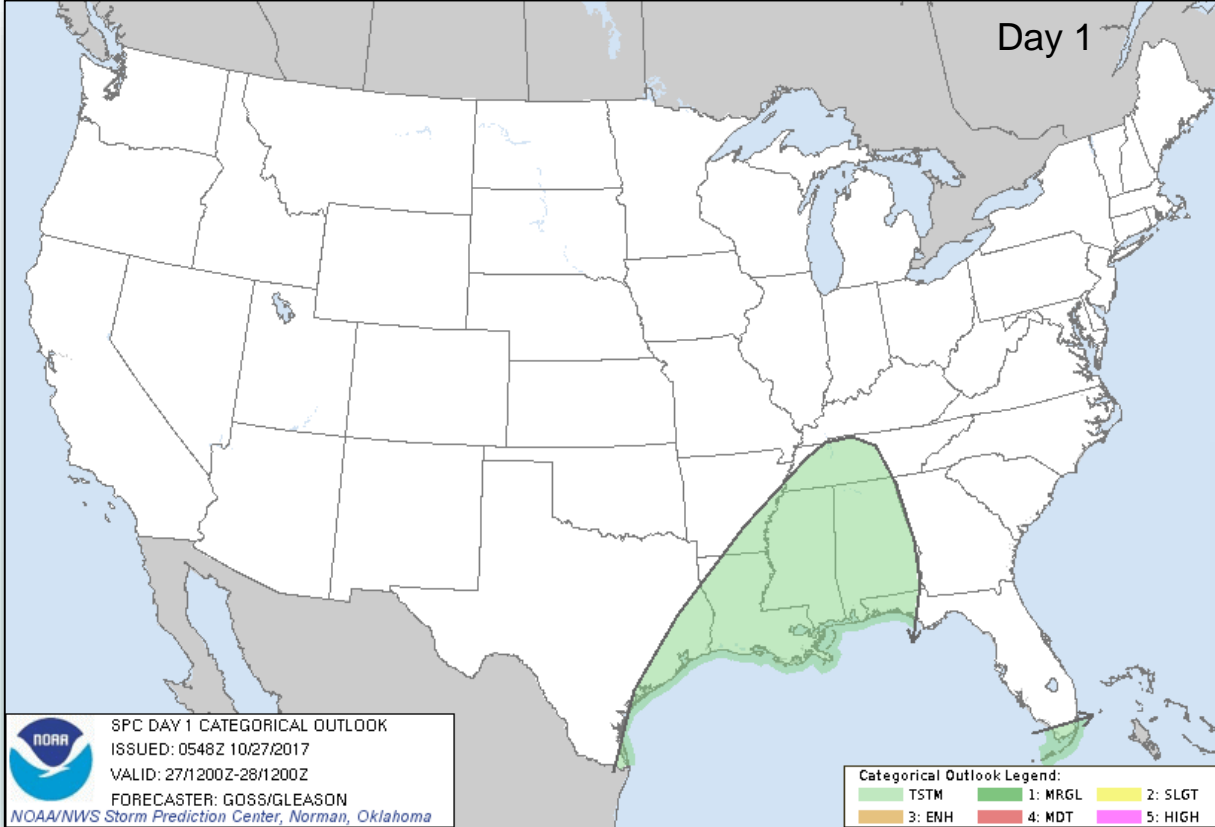 Day 1
NOAA
SPC DAY 1 CATEGORICAL OUTLOOK
ISSUED: 0548Z 10/27/2017
VALID: 27/1200Z-28/1200Z
FORECASTER: GOSS/GLEASON
NOAA/NWS Storm Prediction Center, Norman, Oklahoma
Categorical Outlook Legend:
TSTM 1: MRGL 2: SLGT
3: ENH 4: MDT 5: HIGH